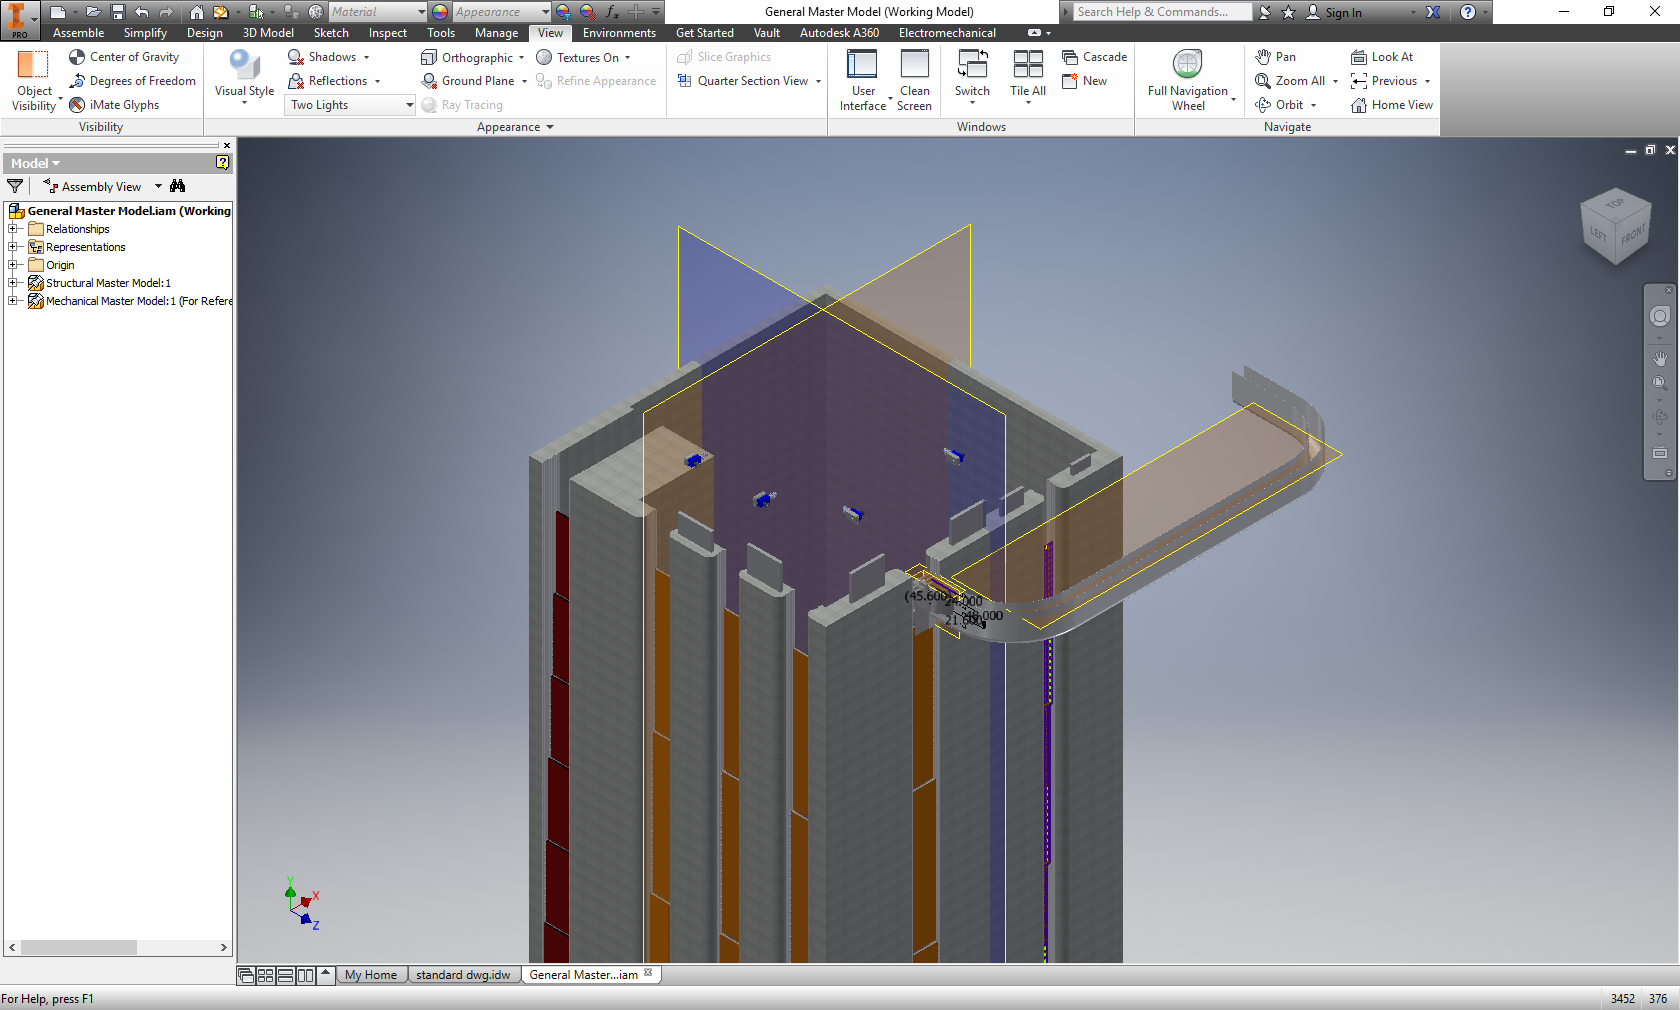 Material
Appearance
General Master Model (Working Model)
Search Help & Commands...
Sign In
PRO
Assemble
Simplify
Design
3D Model
Sketch
Inspect
Tools
Manage
View
Environments
Get Started
Vault
Autodesk A360
Electromechanical
Object Visibility
Center of Gravity
Degrees of Freedom
iMate Glyphs
Visibility
Visual Style
Shadows
Reflections
Two Lights
Orthographic
Ground Plane
Ray Tracing
Textures On
Refine Appearance
Appearance
Slice Graphics
Quarter Section View
User Interface
Clean Screen
Switch
Tile All
Cascade
New
Windows
Full Navigation Wheel
Pan
Zoom All
Orbit
Look At
Previous
Home View
Navigate
Model
Assembly View
General Master Model.iam (Working
Relationships
Representations
Origin
Structural Master Model:1
Mechanical Master Model:1 (For Refere
TOP
LEFT
FRONT
(45.600)
24.000
Y
X
Z
My Home
standard dwg.idw
General Master...iam
For Help, press F1
3452
376